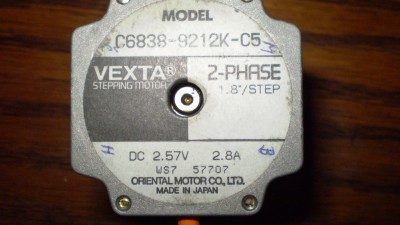 MODEL
C6838-9212K-C5
VEXTA® 2-PHASE
STEPPING MOTOR 1.8°/STEP
DC 2.57V 2.8A
WS7 57707
ORIENTAL MOTOR CO., LTD.
MADE IN JAPAN